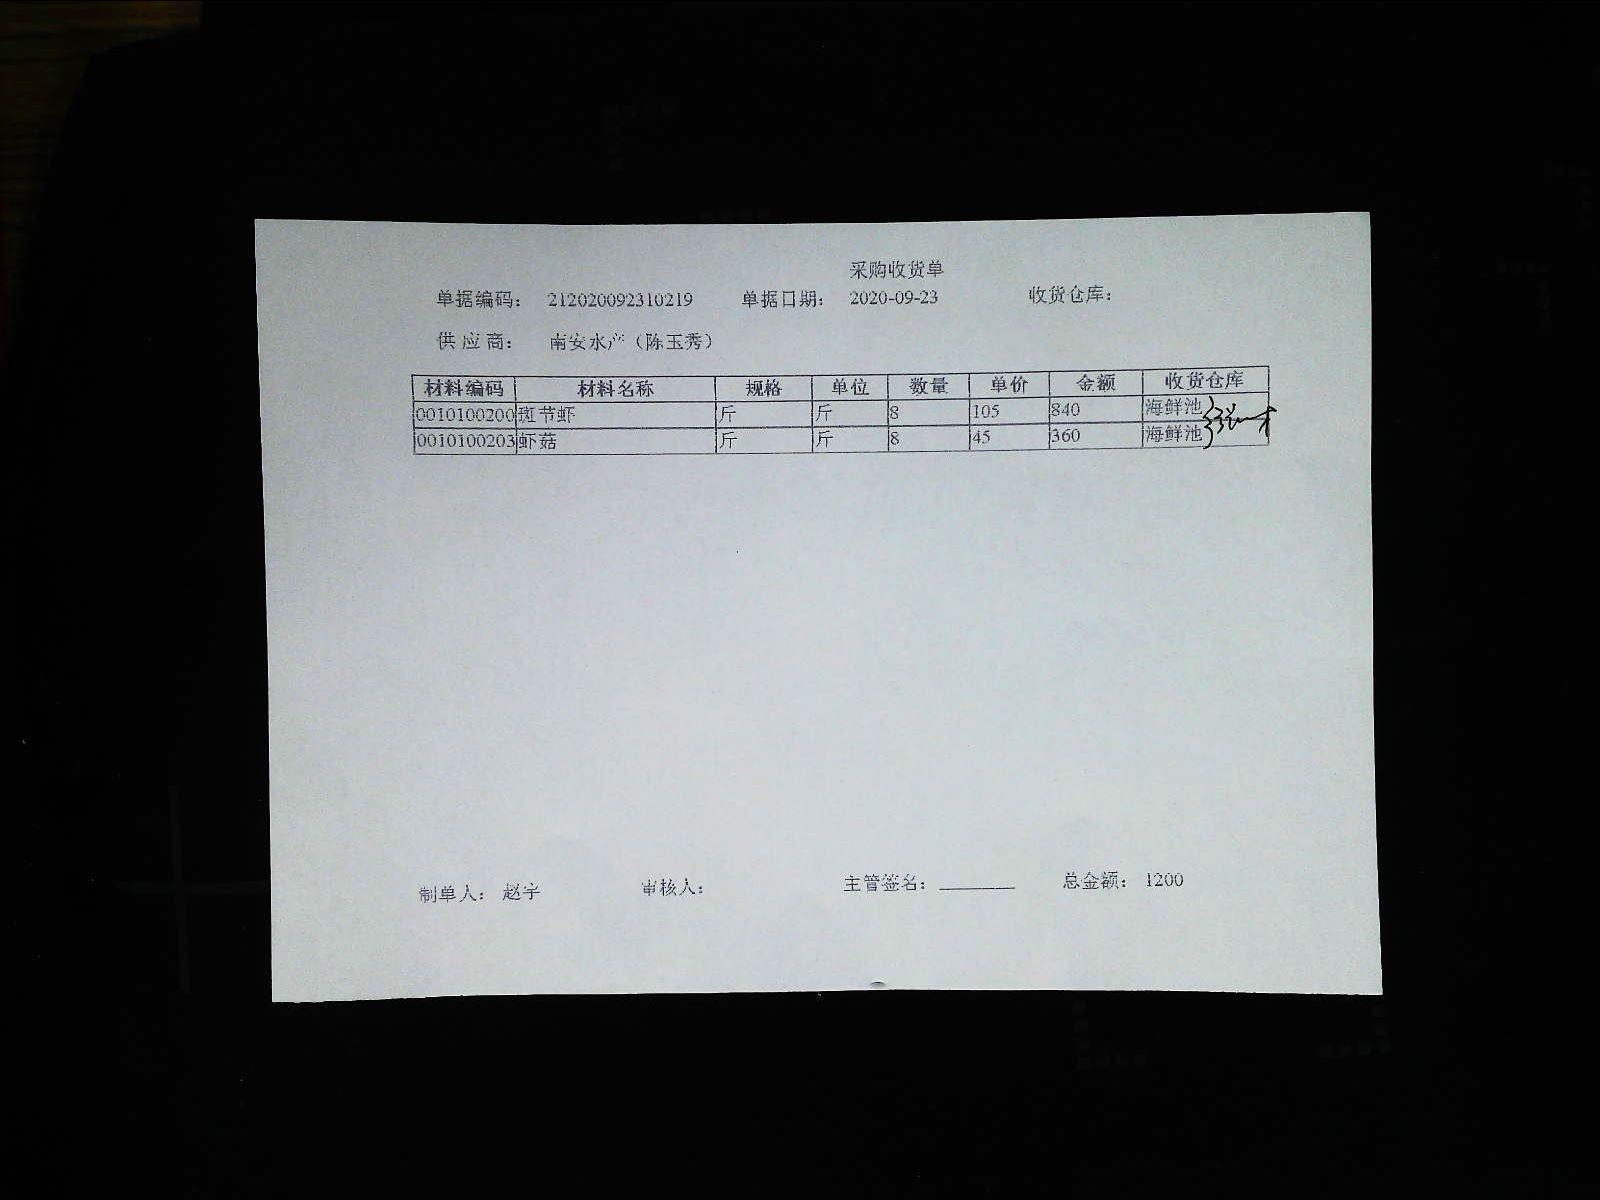 采购收货单
单据编码： 212020092310219 单据日期： 2020-09-23 收货仓库：
供 应 商： 南安水产（陈玉秀）
材料编码 材料名称 规格 单位 数量 单价 金额 收货仓库
0010100200 斑节虾 斤 斤 8 105 840 海鲜池
0010100203 虾菇 斤 斤 8 45 360 海鲜池
制单人： 赵宇 审核人： 主管签名： ________ 总金额： 1200